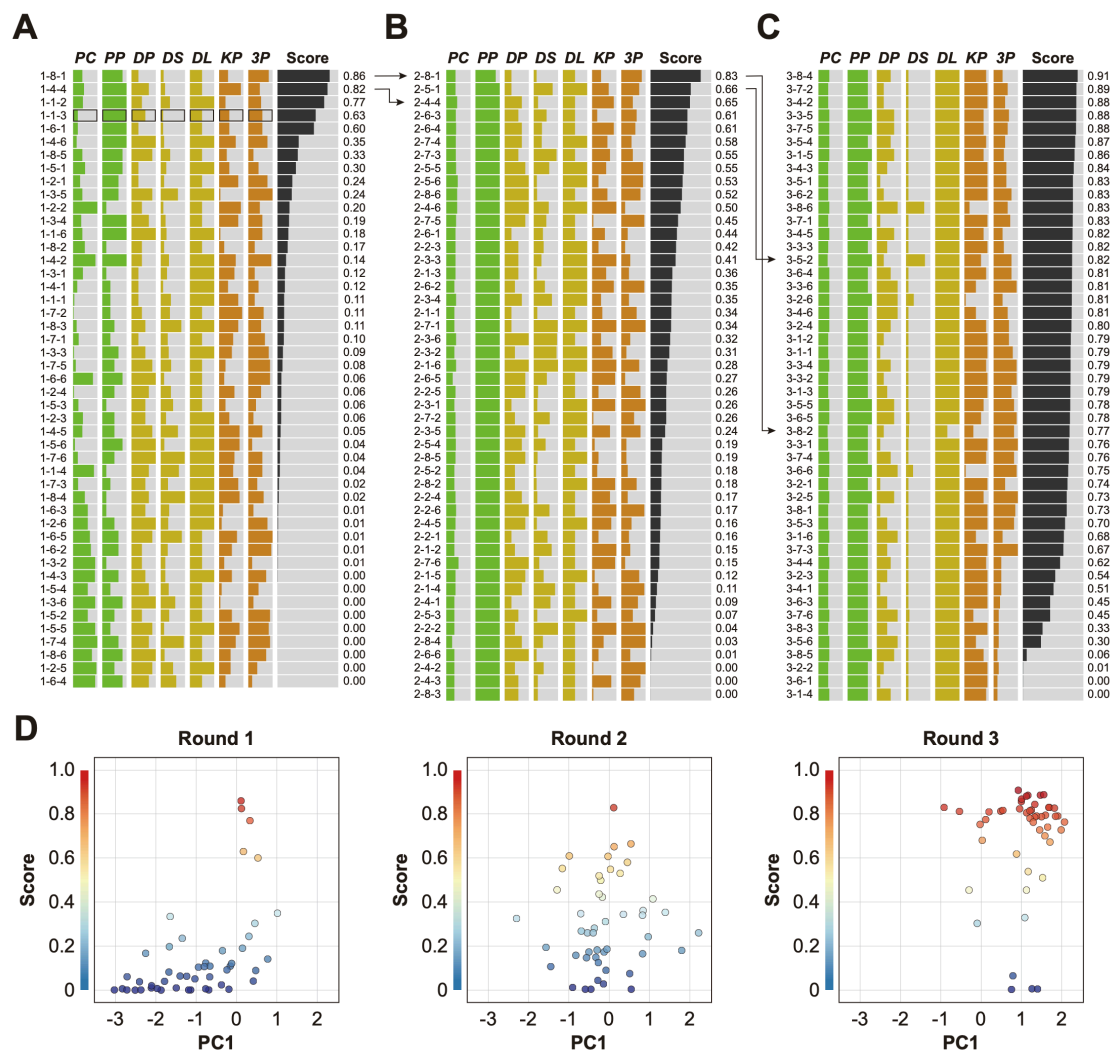 A
B
C
PC PP DP DS DL KP 3P Score
PC PP DP DS DL KP 3P Score
PC PP DP DS DL KP 3P Score
1-8-1 0.86 2-8-1 0.83 3-8-4 0.91
1-4-4 0.82 2-5-1 0.66 3-7-2 0.89
1-1-2 0.77 2-4-4 0.65 3-4-2 0.88
1-1-3 0.63 2-6-3 0.61 3-3-5 0.88
1-6-1 0.60 2-6-4 0.61 3-7-5 0.88
1-4-6 0.35 2-7-4 0.58 3-5-4 0.87
1-8-5 0.33 2-7-3 0.55 3-1-5 0.86
1-5-1 0.30 2-5-5 0.55 3-4-3 0.84
1-2-1 0.24 2-5-6 0.53 3-5-1 0.83
1-3-5 0.24 2-8-6 0.52 3-6-2 0.83
1-2-2 0.20 2-4-6 0.50 3-8-6 0.83
1-3-4 0.19 2-7-5 0.45 3-7-1 0.83
1-1-6 0.18 2-6-1 0.44 3-4-5 0.82
1-8-2 0.17 2-2-3 0.42 3-3-3 0.82
1-4-2 0.14 2-3-3 0.41 3-5-2 0.82
1-3-1 0.12 2-1-3 0.36 3-6-4 0.81
1-4-1 0.12 2-6-2 0.35 3-3-6 0.81
1-1-1 0.11 2-3-4 0.35 3-2-6 0.81
1-7-2 0.11 2-1-1 0.34 3-4-6 0.81
1-8-3 0.11 2-7-1 0.34 3-2-4 0.80
1-7-1 0.10 2-3-6 0.32 3-1-2 0.79
1-3-3 0.09 2-3-2 0.31 3-1-1 0.79
1-7-5 0.08 2-1-6 0.28 3-3-4 0.79
1-6-6 0.06 2-6-5 0.27 3-3-2 0.79
1-2-4 0.06 2-2-5 0.26 3-1-3 0.79
1-5-3 0.06 2-3-1 0.26 3-5-5 0.78
1-2-3 0.06 2-7-2 0.26 3-6-5 0.78
1-4-5 0.05 2-3-5 0.24 3-8-2 0.77
1-5-6 0.04 2-5-4 0.19 3-3-1 0.76
1-7-6 0.04 2-8-5 0.19 3-7-4 0.76
1-1-4 0.04 2-5-2 0.18 3-6-6 0.75
1-7-3 0.02 2-8-2 0.18 3-2-1 0.74
1-8-4 0.02 2-2-4 0.17 3-2-5 0.73
1-6-3 0.01 2-2-6 0.17 3-8-1 0.73
1-2-6 0.01 2-4-5 0.16 3-5-3 0.70
1-6-5 0.01 2-2-1 0.16 3-1-6 0.68
1-6-2 0.01 2-1-2 0.15 3-7-3 0.67
1-3-2 0.01 2-7-6 0.15 3-4-4 0.62
1-4-3 0.00 2-1-5 0.12 3-2-3 0.54
1-5-4 0.00 2-1-4 0.11 3-4-1 0.51
1-3-6 0.00 2-4-1 0.09 3-6-3 0.45
1-5-2 0.00 2-5-3 0.07 3-7-6 0.45
1-5-5 0.00 2-2-2 0.04 3-8-3 0.33
1-7-4 0.00 2-8-4 0.03 3-5-6 0.30
1-8-6 0.00 2-6-6 0.01 3-8-5 0.06
1-2-5 0.00 2-4-2 0.00 3-2-2 0.01
1-6-4 0.00 2-4-3 0.00 3-6-1 0.00
2-8-3 0.00 3-1-4 0.00
D
Round 1
Score
1.0
0.8
0.6
0.4
0.2
0
-3 -2 -1 0 1 2
PC1
Round 2
Score
1.0
0.8
0.6
0.4
0.2
0
-3 -2 -1 0 1 2
PC1
Round 3
Score
1.0
0.8
0.6
0.4
0.2
0
-3 -2 -1 0 1 2
PC1